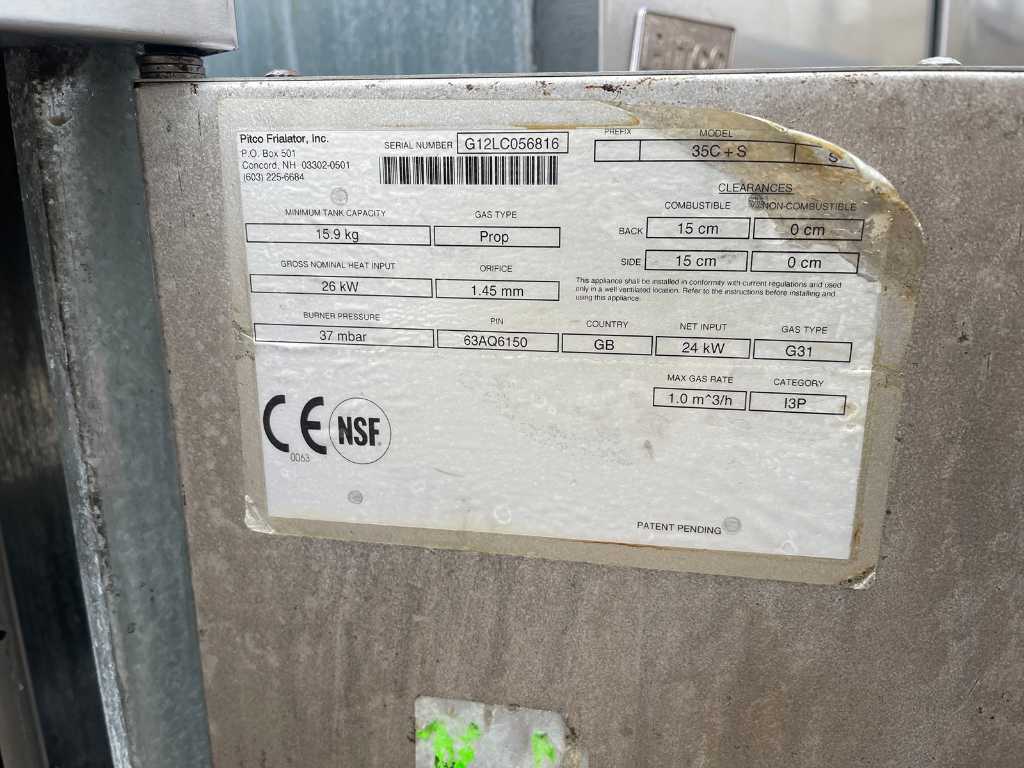 Pitco Frialator, Inc.
P.O. Box 501
Concord, NH 03302-0501
(603) 225-6684
SERIAL NUMBER G12LC056816
PREFIX MODEL
35C+S S
CLEARANCES
COMBUSTIBLE NON-COMBUSTIBLE
BACK 15 cm 0 cm
SIDE 15 cm 0 cm
This appliance shall be installed in conformity with current regulations and used
only in a well ventilated location. Refer to the instructions before installing and
using this appliance.
MINIMUM TANK CAPACITY GAS TYPE
15.9 kg Prop
GROSS NOMINAL HEAT INPUT ORIFICE
26 kW 1.45 mm
BURNER PRESSURE PIN COUNTRY NET INPUT GAS TYPE
37 mbar 63AQ6150 GB 24 kW G31
MAX GAS RATE CATEGORY
1.0 m^3/h I3P
CE NSF
0063
PATENT PENDING